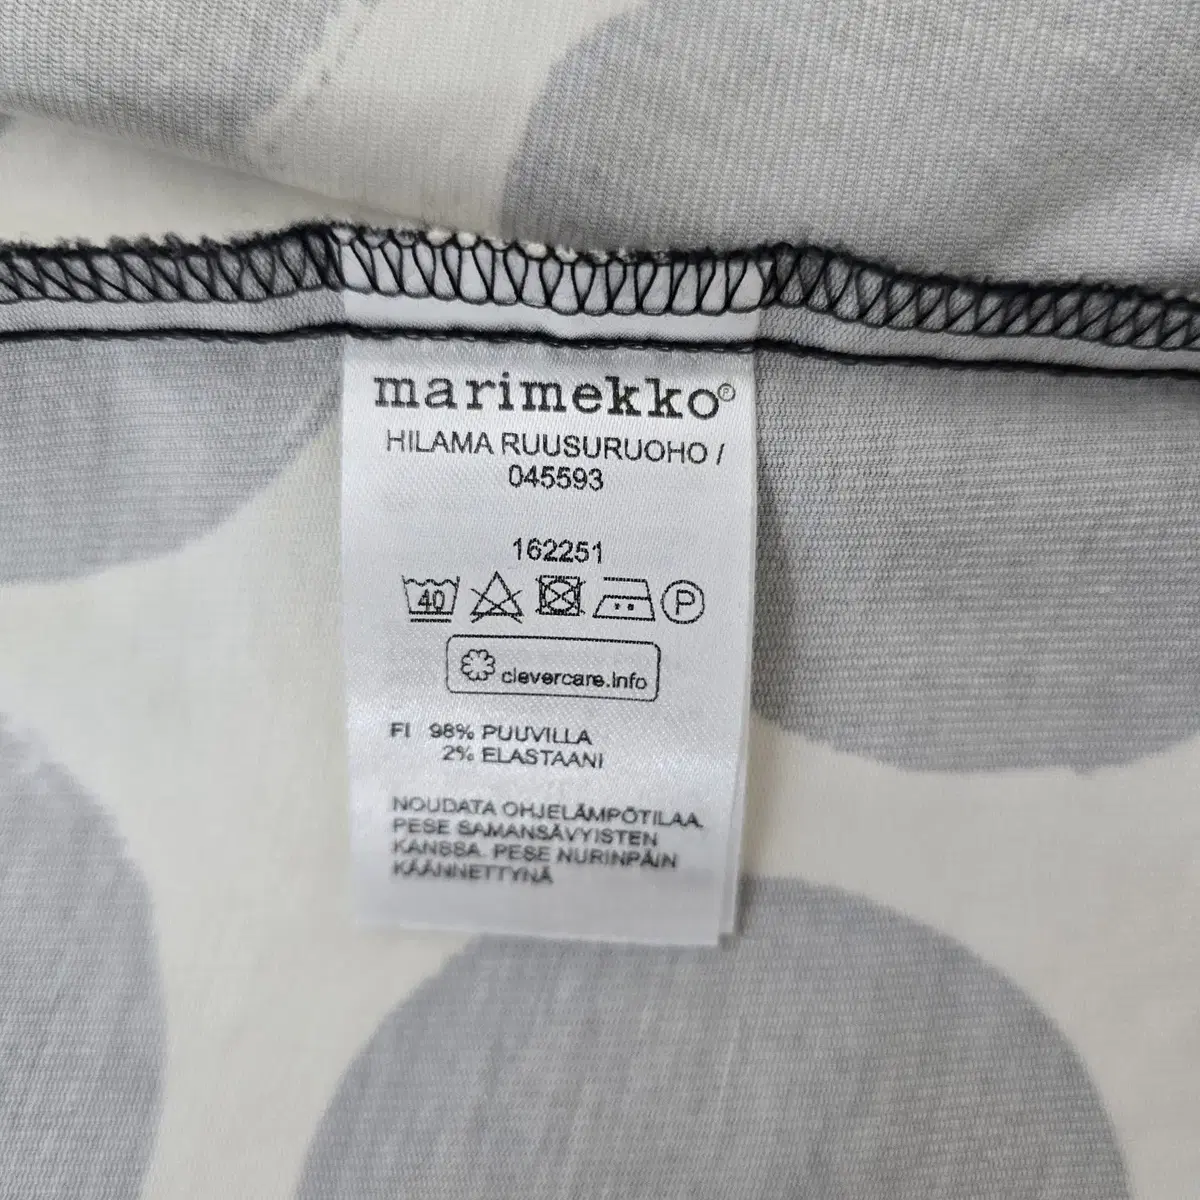 marimekko®
HILAMA RUUSURUOHO /
045593
162251
40 P
clevercare.info
FI 98% PUUVILLA
2% ELASTAANI
NOUDATA OHJELÄMPÖTILAA.
PESE SAMANSÄVYISTEN
KANSSA. PESE NURINPÄIN
KÄÄNNETTYNÄ